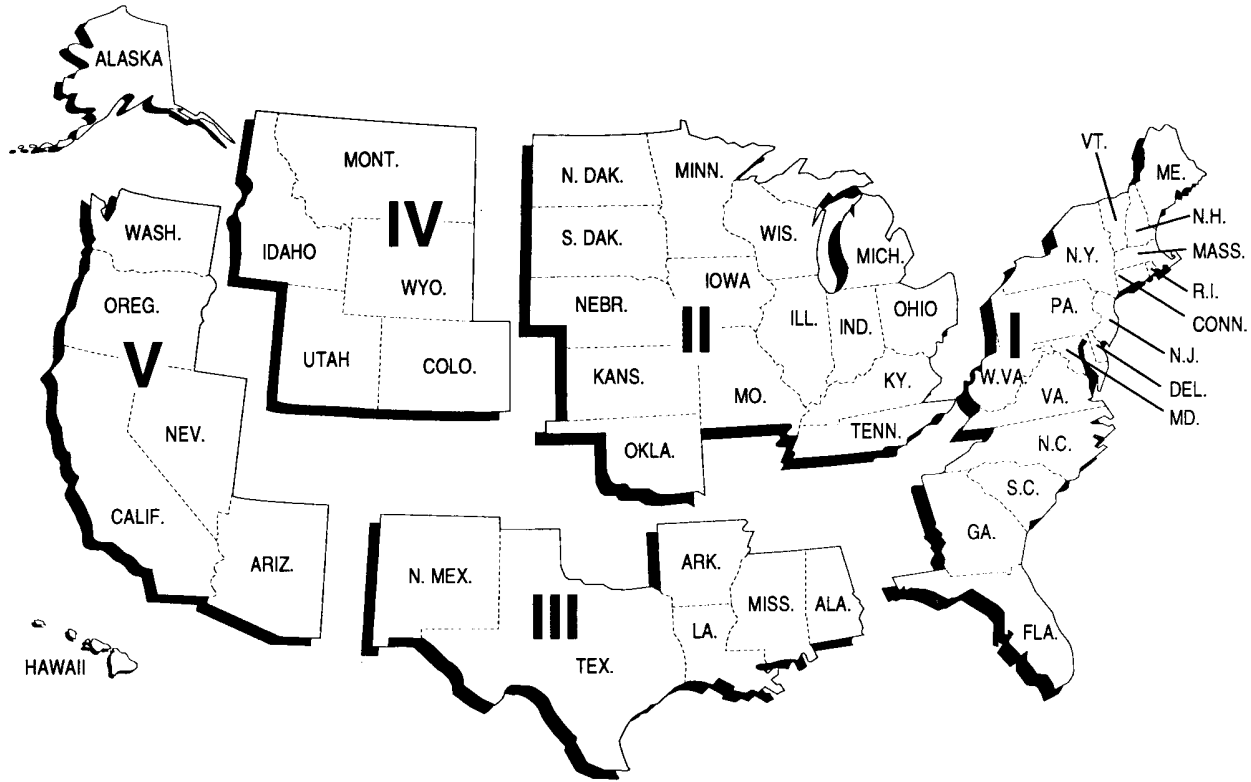 ALASKA
MONT.
IV
IDAHO
WYO.
UTAH
COLO.
WASH.
OREG.
V
NEV.
CALIF.
ARIZ.
HAWAII
N. DAK.
MINN.
S. DAK.
WIS.
MICH.
NEBR.
IOWA
II
ILL.
IND.
OHIO
KANS.
MO.
KY.
OKLA.
TENN.
VT.
ME.
N.H.
N.Y.
MASS.
R.I.
PA.
CONN.
I
N.J.
W.VA.
DEL.
VA.
MD.
N.C.
S.C.
GA.
FLA.
N. MEX.
ARK.
III
MISS.
ALA.
LA.
TEX.